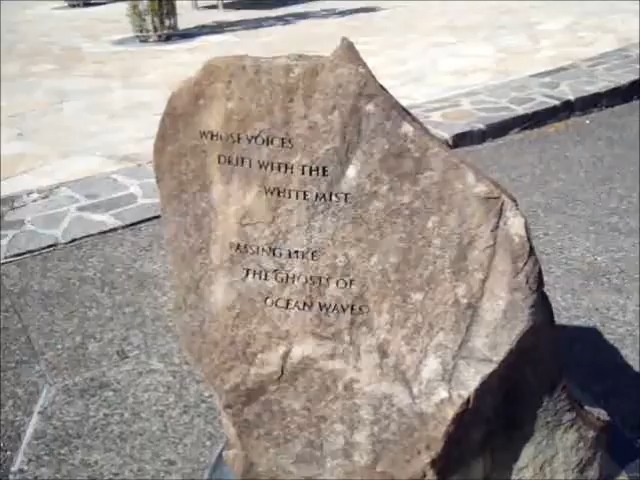 WHOSE VOICES
DRIFT WITH THE
WHITE MIST
PASSING LIKE
THE GHOSTS OF
OCEAN WAVES